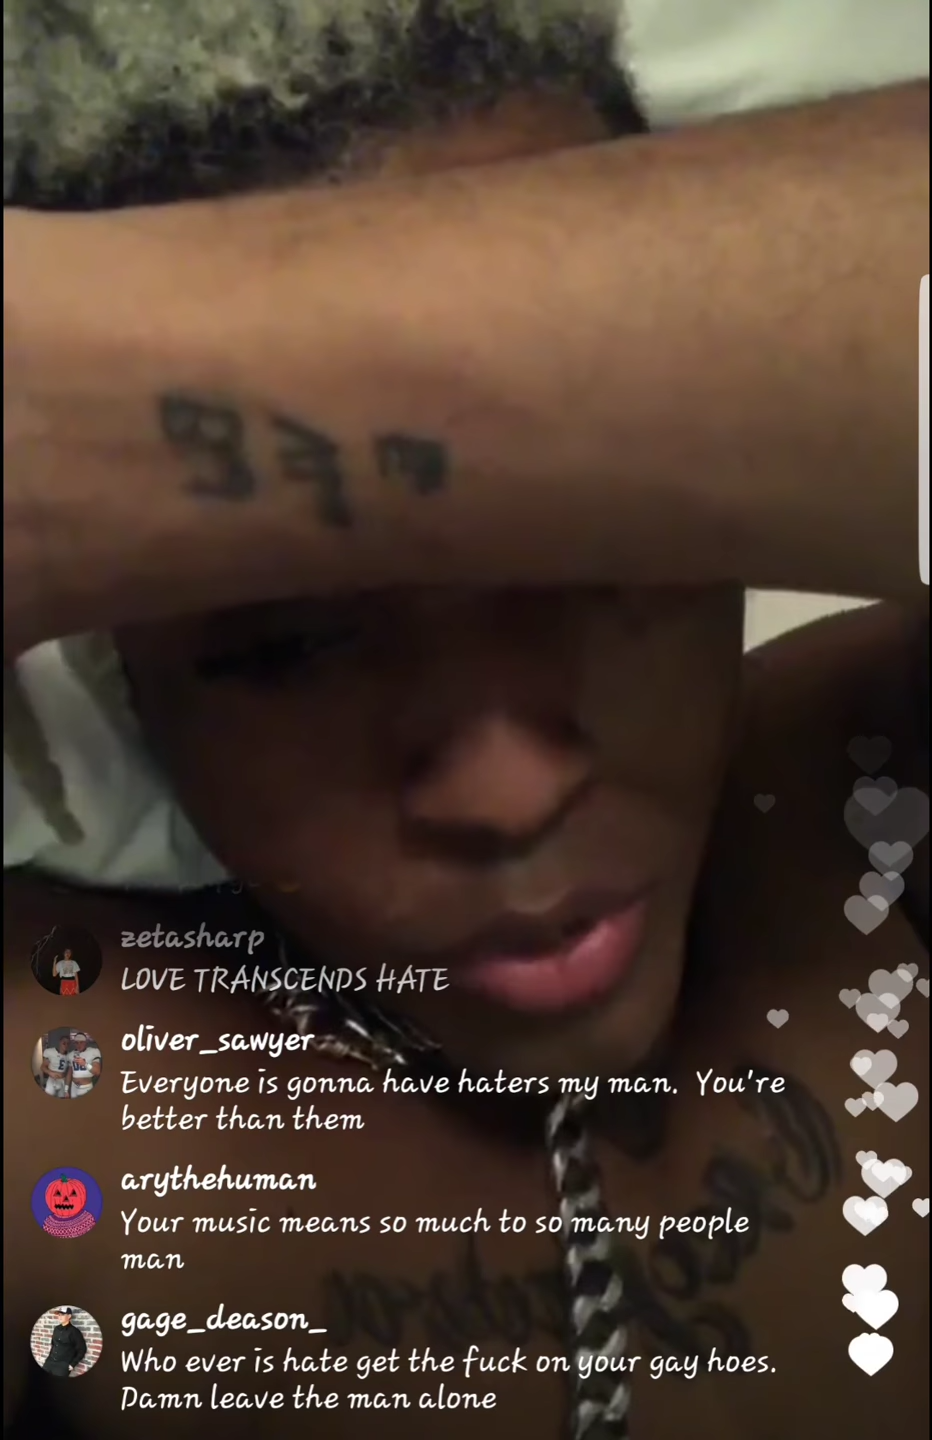 zetasharp
LOVE TRANSCENDS HATE
oliver_sawyer
Everyone is gonna have haters my man. You're
better than them
arythehuman
Your music means so much to so many people
man
gage_deason_
Who ever is hate get the fuck on your gay hoes.
Damn leave the man alone